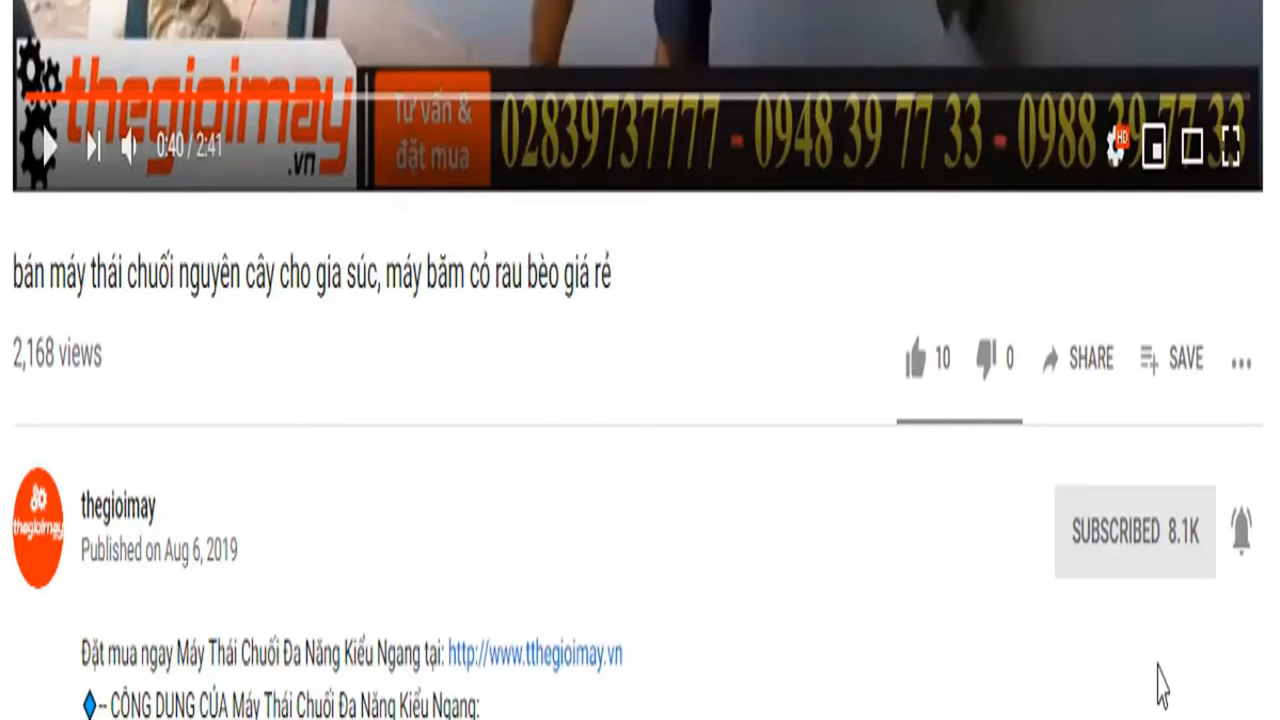 thegioimay
.vn
Tư vấn &
đặt mua
02839737777 - 0948 39 77 33 - 0988 39 77 33
0:40 / 2:41
HD
bán máy thái chuối nguyên cây cho gia súc, máy băm cỏ rau bèo giá rẻ
2,168 views
10 0 SHARE SAVE
thegioimay
thegioimay
Published on Aug 6, 2019
SUBSCRIBED 8.1K
Đặt mua ngay Máy Thái Chuối Đa Năng Kiểu Ngang tại: http://www.tthegioimay.vn
-- CÔNG DỤNG CỦA Máy Thái Chuối Đa Năng Kiểu Ngang: